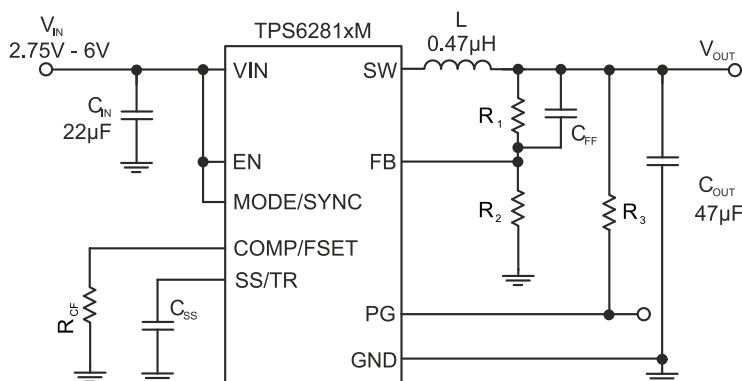 TPS6281xM
V_IN
2.75V - 6V
L
0.47µH
V_OUT
VIN
SW
C_IN
22µF
R_1
C_FF
EN
FB
C_OUT
47µF
MODE/SYNC
R_2
R_3
COMP/FSET
SS/TR
R_CF
C_SS
PG
GND